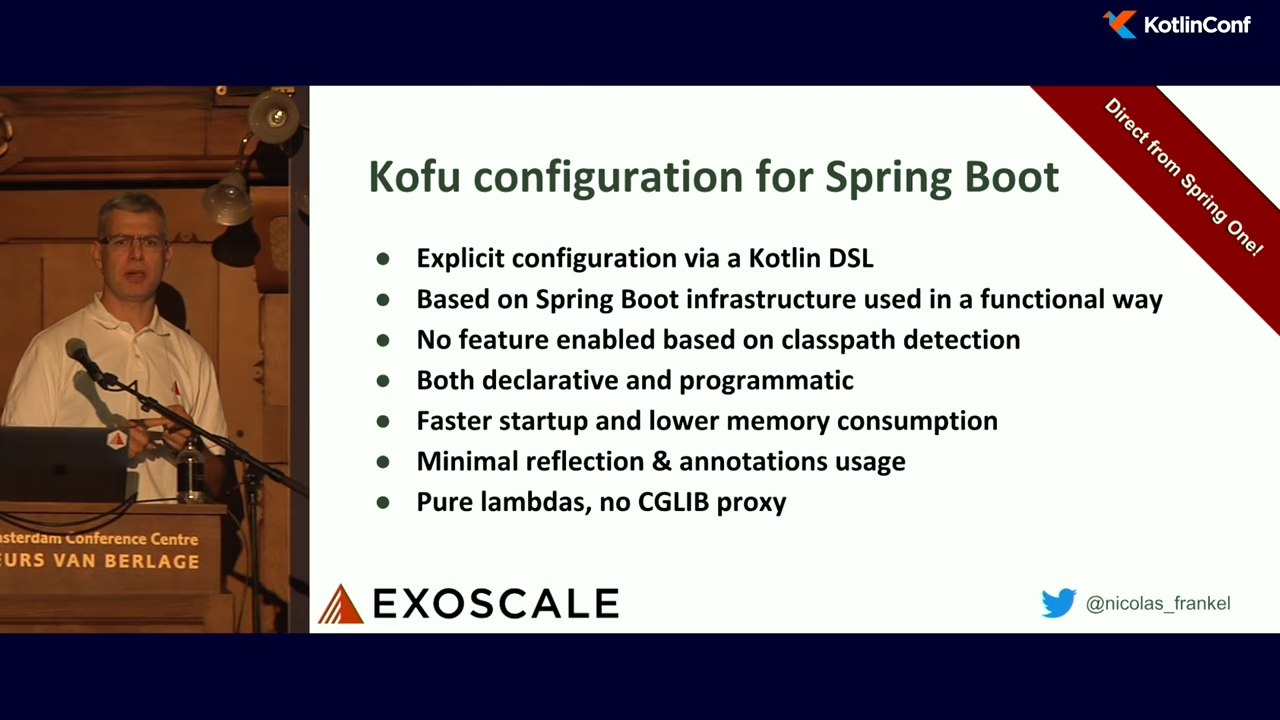 KotlinConf
Direct from Spring One!
Kofu configuration for Spring Boot
● Explicit configuration via a Kotlin DSL
● Based on Spring Boot infrastructure used in a functional way
● No feature enabled based on classpath detection
● Both declarative and programmatic
● Faster startup and lower memory consumption
● Minimal reflection & annotations usage
● Pure lambdas, no CGLIB proxy
EXOSCALE
@nicolas_frankel
msterdam Conference Centre
EURS VAN BERLAGE